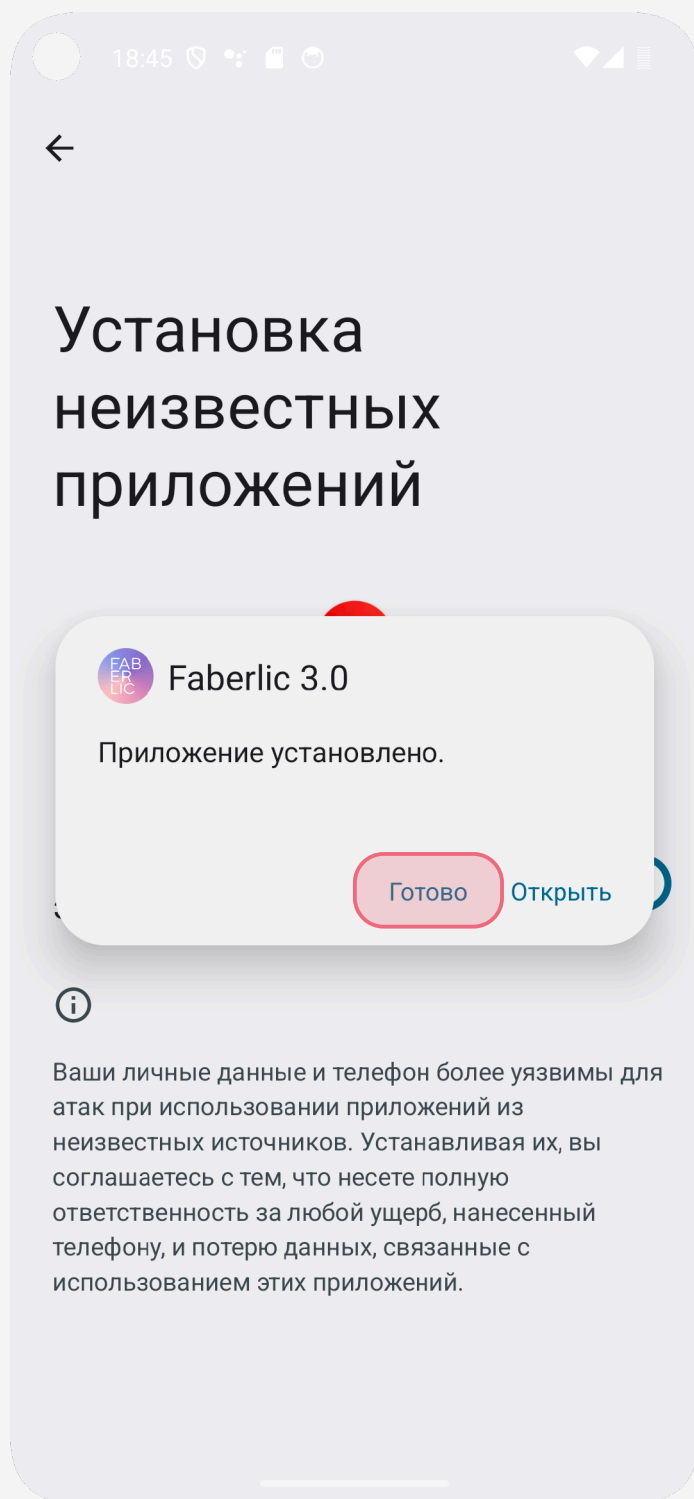 18:45
Установка
неизвестных
приложений
FAB
ER
LIC
Faberlic 3.0
Приложение установлено.
Готово Открыть
Ваши личные данные и телефон более уязвимы для
атак при использовании приложений из
неизвестных источников. Устанавливая их, вы
соглашаетесь с тем, что несете полную
ответственность за любой ущерб, нанесенный
телефону, и потерю данных, связанные с
использованием этих приложений.